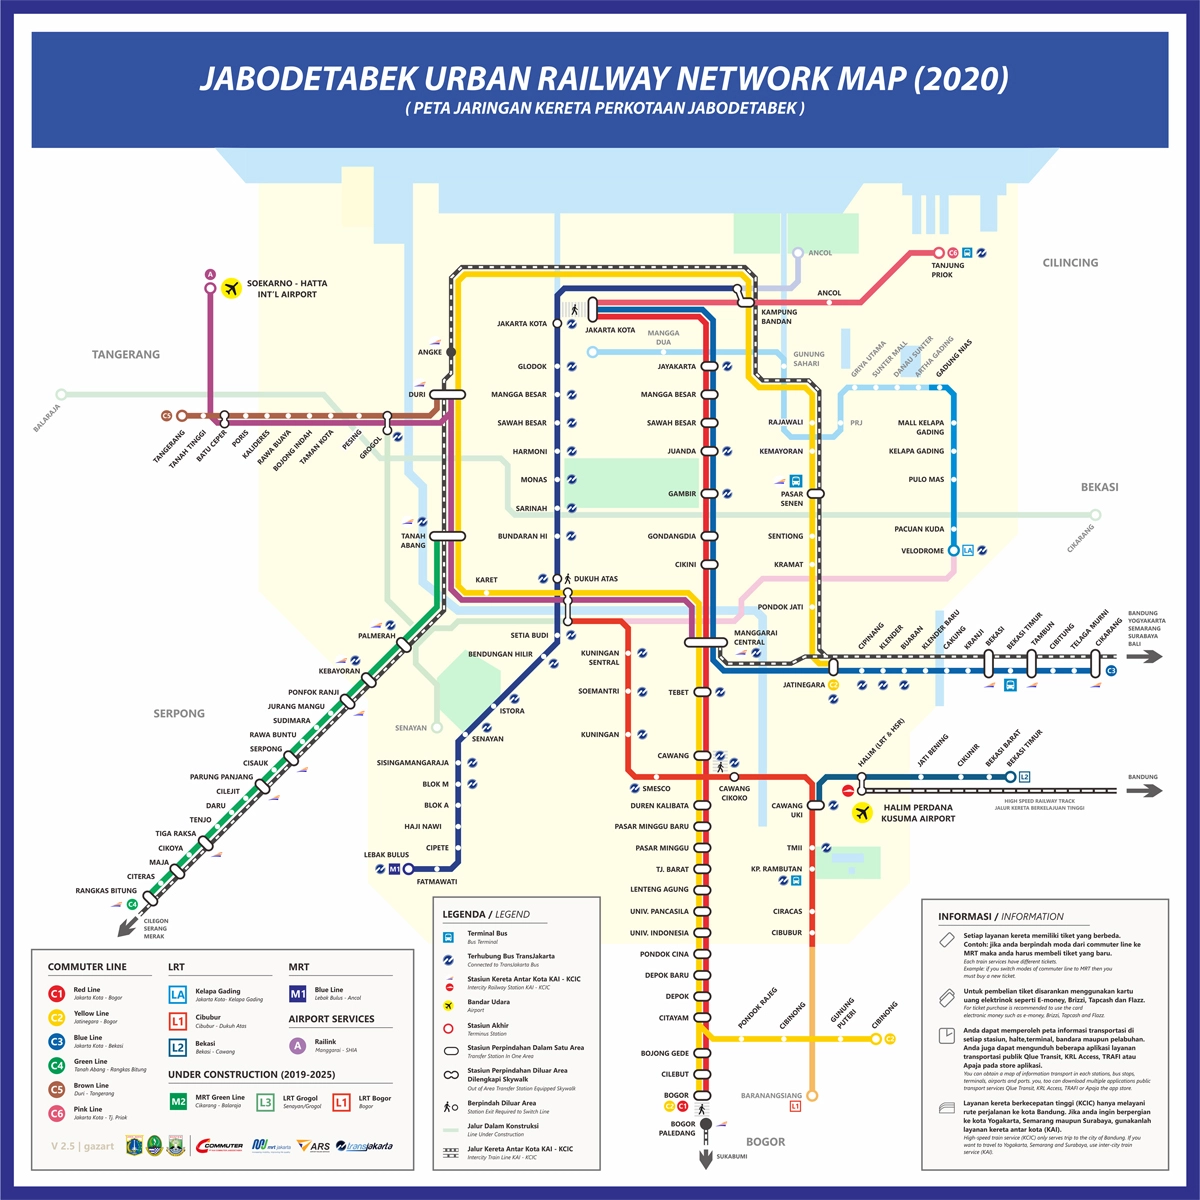 JABODETABEK URBAN RAILWAY NETWORK MAP (2020)
( PETA JARINGAN KERETA PERKOTAAN JABODETABEK )
A
SOEKARNO - HATTA
INT'L AIRPORT
ANCOL
C6
TANJUNG
PRIOK
CILINCING
ANCOL
KAMPUNG
BANDAN
JAKARTA KOTA
JAKARTA KOTA
MANGGA
DUA
GUNUNG
SAHARI
GRIYA UTAMA
SUNTER MALL
DANAU SUNTER
ARTHA GADING
GADUNG NIAS
TANGERANG
ANGKE
GLODOK
JAYAKARTA
BALARAJA
DURI
MANGGA BESAR
MANGGA BESAR
C5
TANGERANG
TANAH TINGGI
BATU CEPER
PORIS
KALIDERES
RAWA BUAYA
BOJONG INDAH
TAMAN KOTA
PESING
GROGOL
SAWAH BESAR
SAWAH BESAR
RAJAWALI
PRJ
MALL KELAPA
GADING
HARMONI
JUANDA
KEMAYORAN
KELAPA GADING
MONAS
GAMBIR
PASAR
SENEN
PULO MAS
BEKASI
SARINAH
CIKARANG
TANAH
ABANG
BUNDARAN HI
GONDANGDIA
SENTIONG
PACUAN KUDA
VELODROME
LA
CIKINI
KRAMAT
KARET
DUKUH ATAS
PONDOK JATI
PALMERAH
SETIA BUDI
MANGGARAI
CENTRAL
CIPINANG
KLENDER
BUARAN
KLENDER BARU
CAKUNG
KRANJI
BEKASI
BEKASI TIMUR
TAMBUN
CIBITUNG
TELAGA MURNI
CIKARANG
BANDUNG
YOGYAKARTA
SEMARANG
SURABAYA
BALI
KEBAYORAN
BENDUNGAN HILIR
KUNINGAN
SENTRAL
JATINEGARA
C2
C3
PONFOK RANJI
SOEMANTRI
TEBET
JURANG MANGU
ISTORA
SERPONG
SUDIMARA
SENAYAN
SENAYAN
KUNINGAN
RAWA BUNTU
SERPONG
CISAUK
SISINGAMANGARAJA
CAWANG
HALIM (LRT & HSR)
JATI BENING
CIKUNIR
BEKASI BARAT
BEKASI TIMUR
PARUNG PANJANG
BLOK M
SMESCO
CAWANG
CIKOKO
L2
BANDUNG
CILEJIT
DARU
BLOK A
DUREN KALIBATA
CAWANG
UKI
HALIM PERDANA
KUSUMA AIRPORT
HIGH SPEED RAILWAY TRACK
JALUR KERETA BERKELAJUAN TINGGI
TENJO
HAJI NAWI
PASAR MINGGU BARU
TIGA RAKSA
CIKOYA
CIPETE
PASAR MINGGU
TMII
MAJA
LEBAK BULUS
M1
FATMAWATI
TJ. BARAT
KP. RAMBUTAN
CITERAS
RANGKAS BITUNG
C4
LENTENG AGUNG
UNIV. PANCASILA
CIRACAS
CILEGON
SERANG
MERAK
UNIV. INDONESIA
CIBUBUR
PONDOK CINA
DEPOK BARU
DEPOK
CITAYAM
PONDOK RAJEG
CIBINONG
GUNUNG
PUTERI
CIBINONG
C2
BOJONG GEDE
CILEBUT
BOGOR
C2
C1
BARANANGSIANG
L1
BOGOR
PALEDANG
BOGOR
SUKABUMI
COMMUTER LINE
C1
Red Line
Jakarta Kota - Bogor
C2
Yellow Line
Jatinegara - Bogor
C3
Blue Line
Jakarta Kota - Bekasi
C4
Green Line
Tanah Abang - Rangkas Bitung
C5
Brown Line
Duri - Tangerang
C6
Pink Line
Jakarta Kota - Tj. Priok
LRT
LA
Kelapa Gading
Jakarta Kota- Kelapa Gading
L1
Cibubur
Cibubur - Dukuh Atas
L2
Bekasi
Bekasi - Cawang
MRT
M1
Blue Line
Lebak Bulus - Ancol
AIRPORT SERVICES
A
Railink
Manggarai - SHIA
UNDER CONSTRUCTION (2019-2025)
M2
MRT Green Line
Cikarang - Balaraja
L3
LRT Grogol
Senayan/Grogol
L1
LRT Bogor
Bogor
V 2.5 | gazart
COMMUTER
mrt jakarta
ARS
transjakarta
LEGENDA / LEGEND
Terminal Bus
Bus Terminal
Terhubung Bus TransJakarta
Connected to TransJakarta Bus
Stasiun Kereta Antar Kota KAI - KCIC
Intercity Railway Station KAI - KCIC
Bandar Udara
Airport
Stasiun Akhir
Terminus Station
Stasiun Perpindahan Dalam Satu Area
Transfer Station In One Area
Stasiun Perpindahan Diluar Area
Dilengkapi Skywalk
Out of Area Transfer Station Equipped Skywalk
Berpindah Diluar Area
Station Exit Required to Switch Line
Jalur Dalam Konstruksi
Line Under Construction
Jalur Kereta Antar Kota KAI - KCIC
Intercity Train Line KAI - KCIC
INFORMASI / INFORMATION
Setiap layanan kereta memiliki tiket yang berbeda.
Contoh: jika anda berpindah moda dari commuter line ke
MRT maka anda harus membeli tiket yang baru.
Each train services have different tickets.
Example: if you switch modes of commuter line to MRT then you
must buy a new ticket.
Untuk pembelian tiket disarankan menggunakan kartu
uang elektrinok seperti E-money, Brizzi, Tapcash dan Flazz.
For ticket purchase is recommended to use the card
electronic money such as e-money, Brizzi, Tapcash and Flazz.
Anda dapat memperoleh peta informasi transportasi di
setiap stasiun, halte,terminal, bandara maupun pelabuhan.
Anda juga dapat mengunduh beberapa aplikasi layanan
transportasi publik Qlue Transit, KRL Access, TRAFI atau
Apaja pada store aplikasi.
You can obtain a map of information transport in each stations, bus stops,
terminals, airports and ports. you, too can download multiple applications public
transport services Qlue Transit, KRL Access, TRAFI or Apaja the app store.
Layanan kereta berkecepatan tinggi (KCIC) hanya melayani
rute perjalanan ke kota Bandung. Jika anda ingin berpergian
ke kota Yogyakarta, Semarang maupun Surabaya, gunakanlah
layanan kereta antar kota (KAI).
High-speed train service (KCIC) only serves trip to the city of Bandung. If you
want to travel to Yogyakarta, Semarang and Surabaya, use inter-city train
service (KAI).